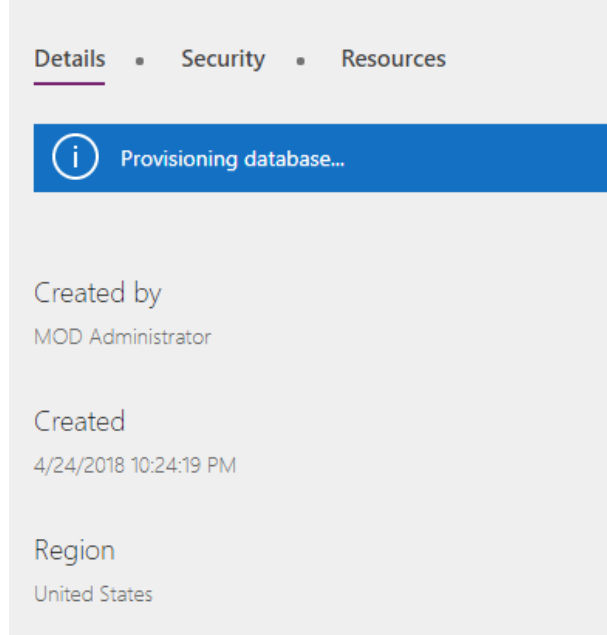 Details • Security • Resources
i Provisioning database...
Created by
MOD Administrator
Created
4/24/2018 10:24:19 PM
Region
United States